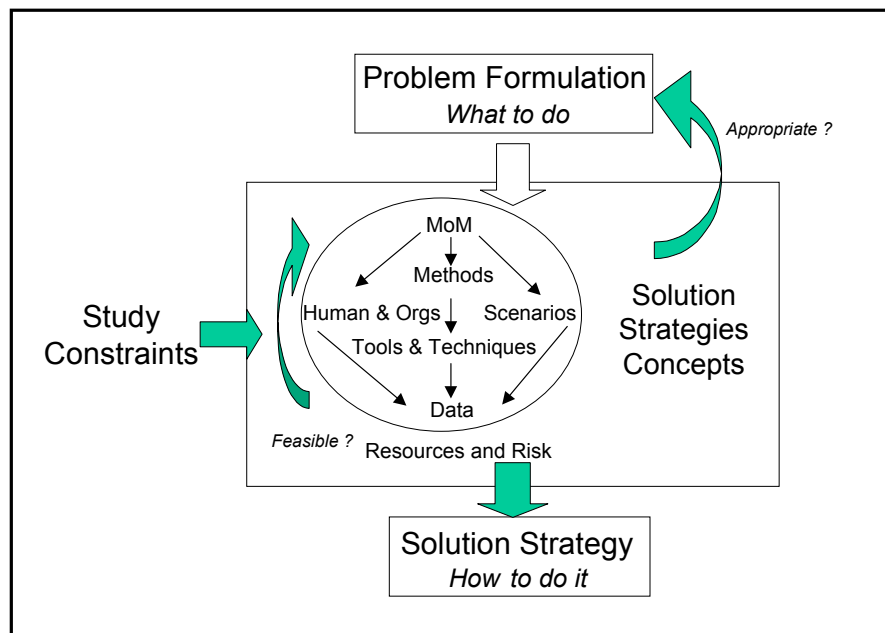 Problem Formulation
What to do
Appropriate ?
MoM
Methods
Human & Orgs
Scenarios
Tools & Techniques
Data
Study
Constraints
Solution
Strategies
Concepts
Feasible ?
Resources and Risk
Solution Strategy
How to do it